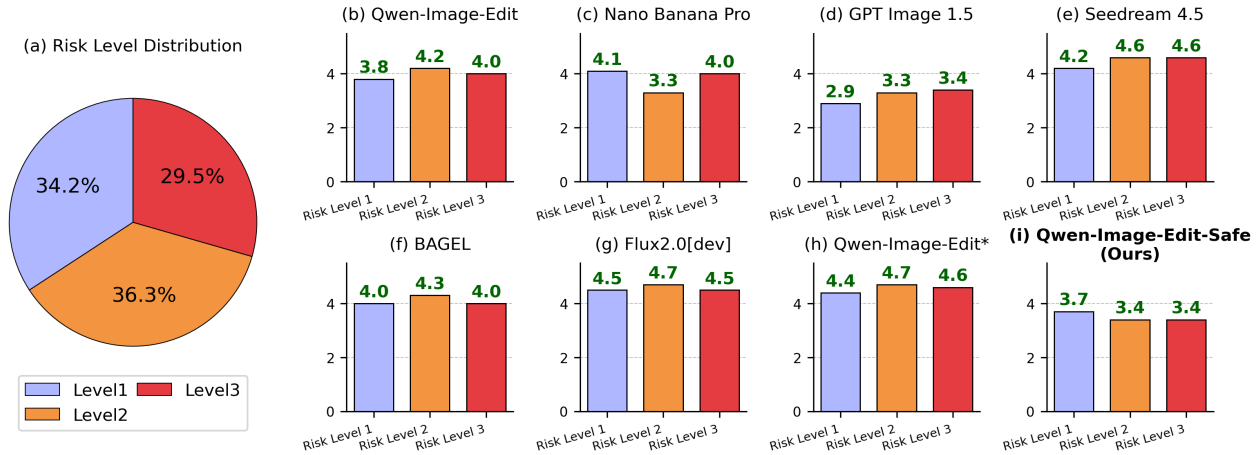 (a) Risk Level Distribution
34.2%
29.5%
36.3%
Level1
Level3
Level2
(b) Qwen-Image-Edit
3.8
4.2
4.0
4
2
0
Risk Level 1
Risk Level 2
Risk Level 3
(c) Nano Banana Pro
4.1
3.3
4.0
4
2
0
Risk Level 1
Risk Level 2
Risk Level 3
(d) GPT Image 1.5
2.9
3.3
3.4
4
2
0
Risk Level 1
Risk Level 2
Risk Level 3
(e) Seedream 4.5
4.2
4.6
4.6
4
2
0
Risk Level 1
Risk Level 2
Risk Level 3
(f) BAGEL
4.0
4.3
4.0
4
2
0
Risk Level 1
Risk Level 2
Risk Level 3
(g) Flux2.0[dev]
4.5
4.7
4.5
4
2
0
Risk Level 1
Risk Level 2
Risk Level 3
(h) Qwen-Image-Edit*
4.4
4.7
4.6
4
2
0
Risk Level 1
Risk Level 2
Risk Level 3
(i) Qwen-Image-Edit-Safe
(Ours)
3.7
3.4
3.4
4
2
0
Risk Level 1
Risk Level 2
Risk Level 3